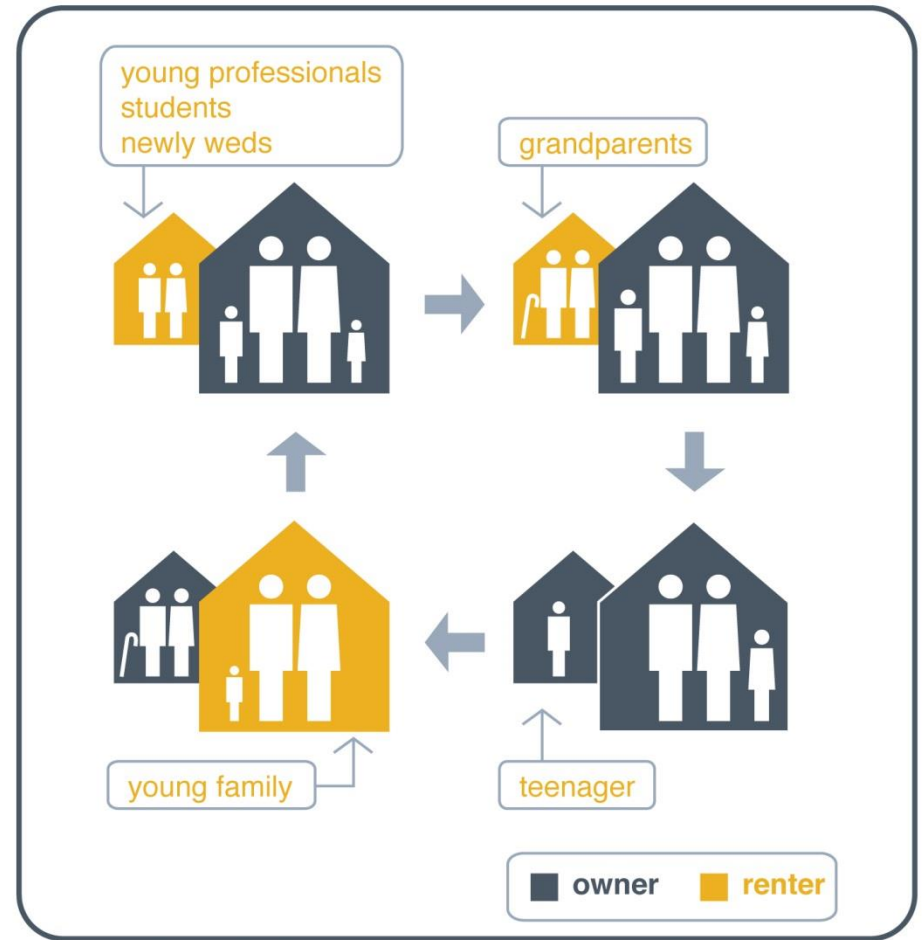 young professionals
students
newly weds
grandparents
young family
teenager
owner
renter